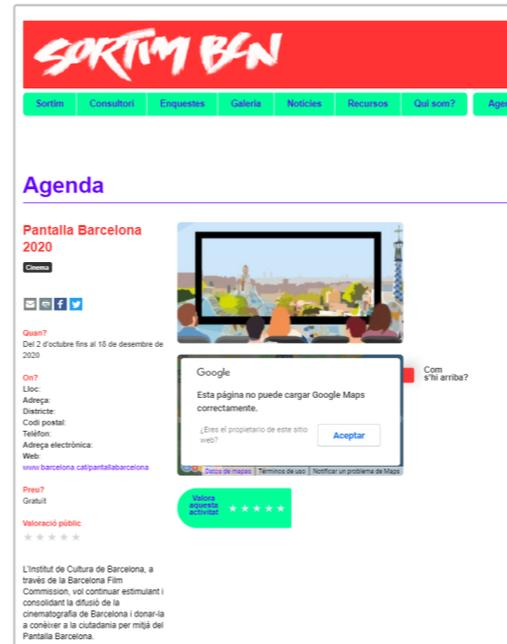 SORTIM BCN
Sortim
Consultori
Enquestes
Galeria
Notícies
Recursos
Qui som?
Agen
Agenda
Pantalla Barcelona
2020
Cinema
Quan?
Del 2 d'octubre fins al 18 de desembre de
2020
On?
Lloc:
Adreça:
Districte:
Codi postal:
Telèfon:
Adreça electrònica:
Web:
www.barcelona.cat/pantallabarcelona
Preu?
Gratuït
Valoració públic
L'Institut de Cultura de Barcelona, a
través de la Barcelona Film
Commission, vol continuar estimulant i
consolidant la difusió de la
cinematografia de Barcelona i donar-la
a conèixer a la ciutadania per mitjà del
Pantalla Barcelona.
Google
Esta página no puede cargar Google Maps
correctamente.
¿Eres el propietario de este sitio
web?
Aceptar
Datos de mapas
Términos de uso
Notificar un problema de Maps
Com
s'hi arriba?
Valora
aquesta
activitat